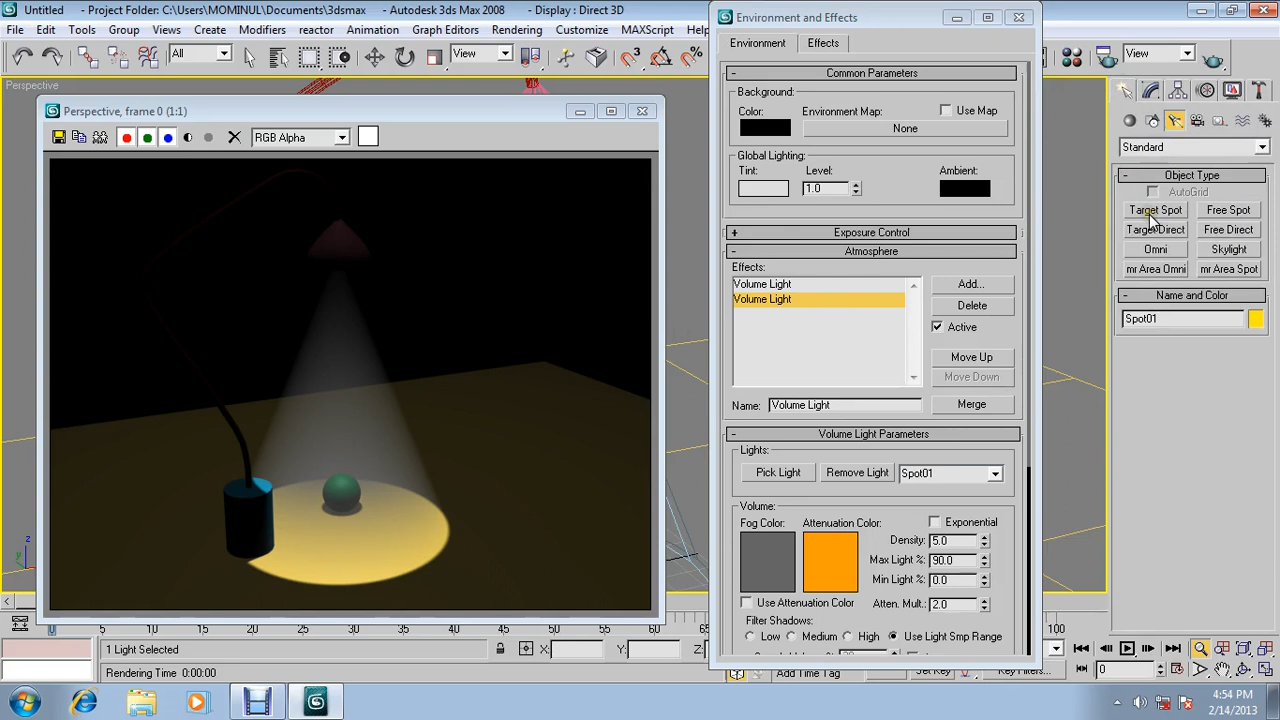 Untitled - Project Folder: C:\Users\MOMINUL\Documents\3dsmax - Autodesk 3ds Max 2008 - Display : Direct 3D
File Edit Tools Group Views Create Modifiers reactor Animation Graph Editors Rendering Customize MAXScript
All
View
View
Perspective
Perspective, frame 0 (1:1)
RGB Alpha
Environment and Effects
Environment Effects
Common Parameters
Background:
Color: Environment Map: Use Map
None
Global Lighting:
Tint: Level: Ambient:
1.0
Exposure Control
Atmosphere
Effects:
Volume Light
Volume Light
Add...
Delete
Active
Move Up
Move Down
Name: Volume Light
Merge
Volume Light Parameters
Lights:
Pick Light Remove Light Spot01
Volume:
Fog Color: Attenuation Color: Exponential
Density: 5.0
Max Light %: 90.0
Min Light %: 0.0
Use Attenuation Color Atten. Mult.: 2.0
Filter Shadows:
Low Medium High Use Light Smp Range
Standard
Object Type
AutoGrid
Target Spot Free Spot
Target Direct Free Direct
Omni Skylight
mr Area Omni mr Area Spot
Name and Color
Spot01
z
y
0 5 10 15 20 25 30 35 40 45 50 55 60 65 100
1 Light Selected
X: Y: Z:
Rendering Time 0:00:00
Add Time Tag
Set Key
Key Filters...
0
4:54 PM
2/14/2013